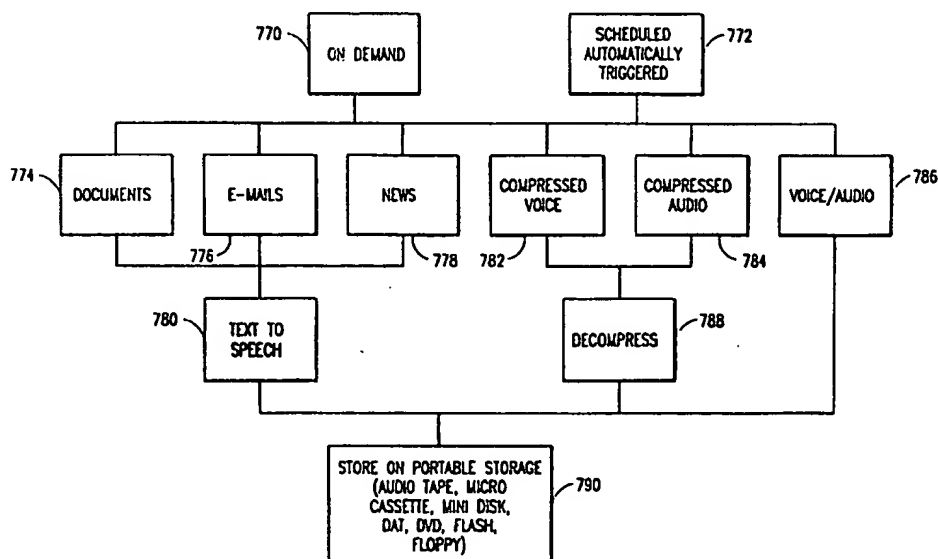 770
ON DEMAND
SCHEDULED
AUTOMATICALLY
TRIGGERED
772
774
DOCUMENTS
E-MAILS
776
NEWS
778
COMPRESSED
VOICE
782
COMPRESSED
AUDIO
784
VOICE/AUDIO
786
780
TEXT TO
SPEECH
DECOMPRESS
788
STORE ON PORTABLE STORAGE
(AUDIO TAPE, MICRO
CASSETTE, MINI DISK,
DAT, DVD, FLASH,
FLOPPY)
790